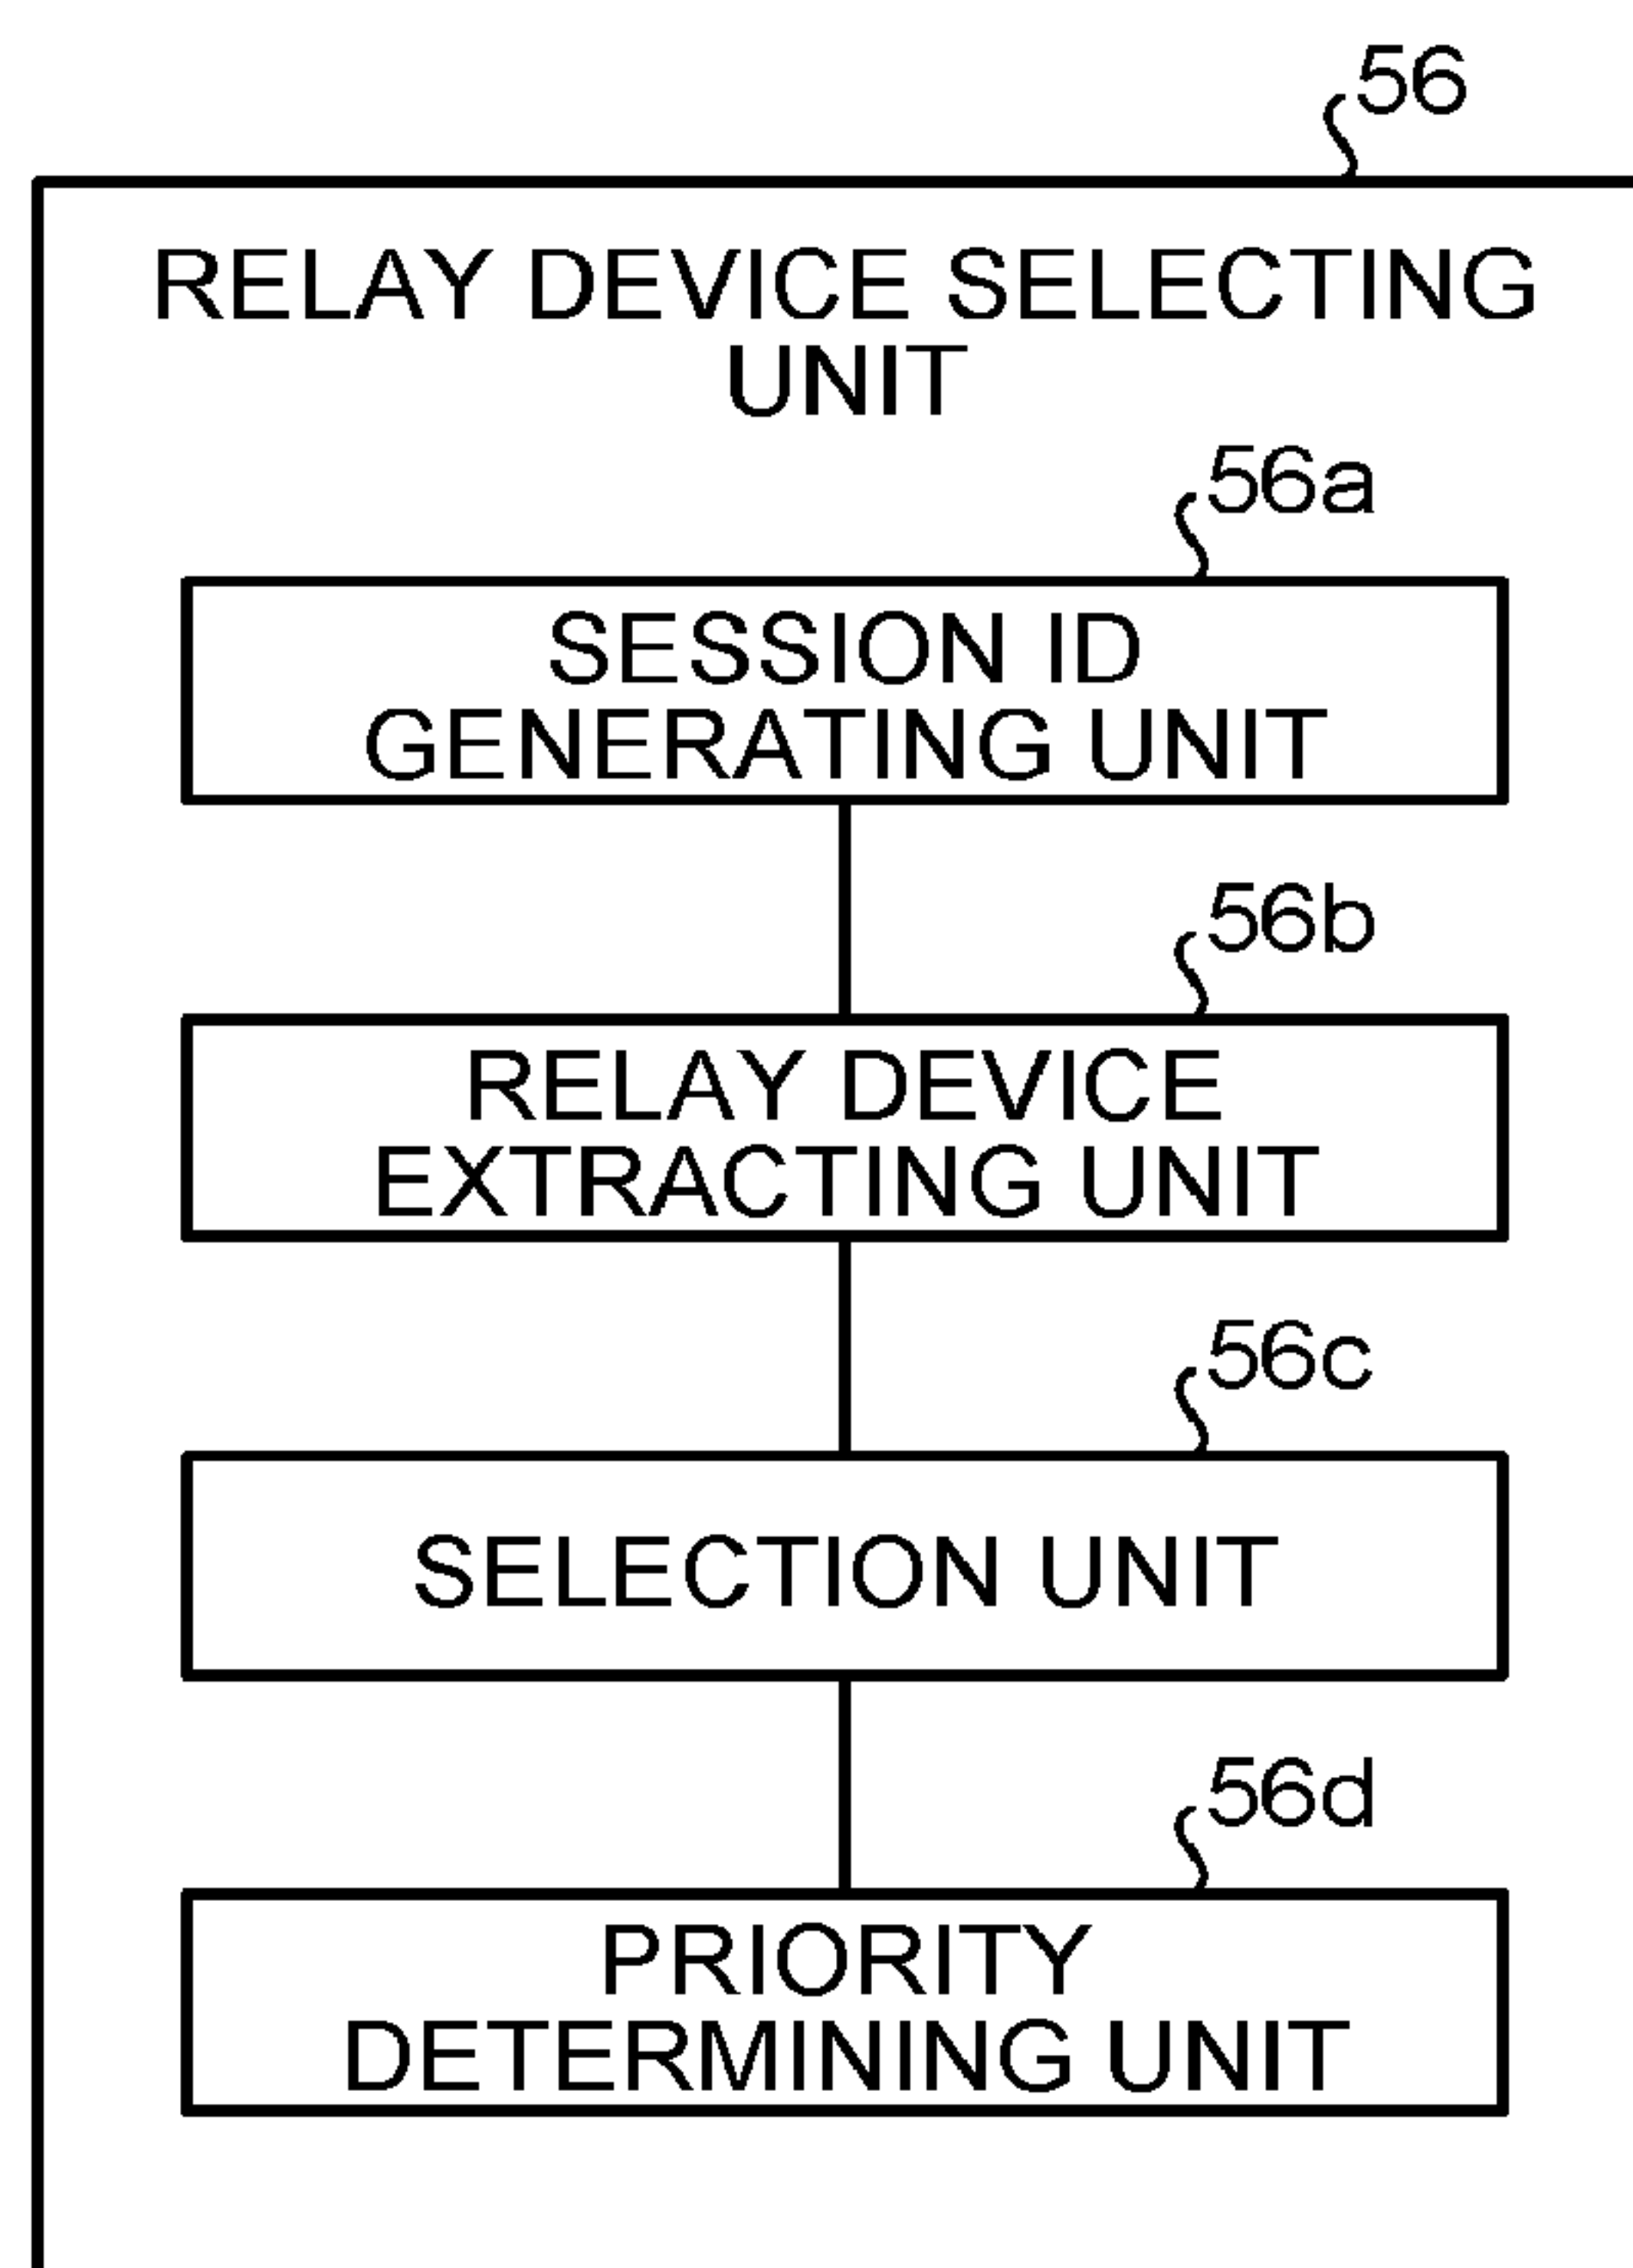 56
RELAY DEVICE SELECTING
UNIT
56a
SESSION ID
GENERATING UNIT
56b
RELAY DEVICE
EXTRACTING UNIT
56c
SELECTION UNIT
56d
PRIORITY
DETERMINING UNIT